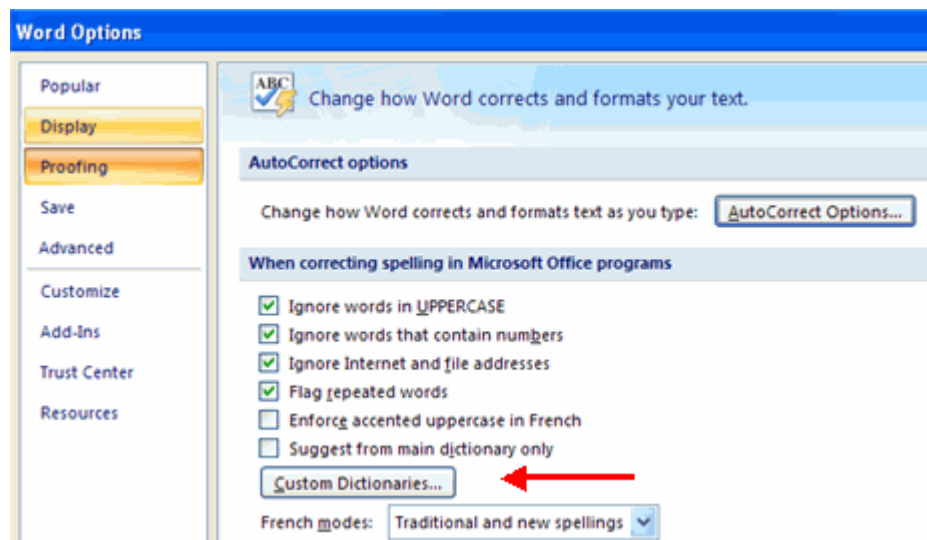 Word Options
Popular
Display
Proofing
Save
Advanced
Customize
Add-Ins
Trust Center
Resources
ABC
Change how Word corrects and formats your text.
AutoCorrect options
Change how Word corrects and formats text as you type: AutoCorrect Options...
When correcting spelling in Microsoft Office programs
Ignore words in UPPERCASE
Ignore words that contain numbers
Ignore Internet and file addresses
Flag repeated words
Enforce accented uppercase in French
Suggest from main dictionary only
Custom Dictionaries...
French modes: Traditional and new spellings